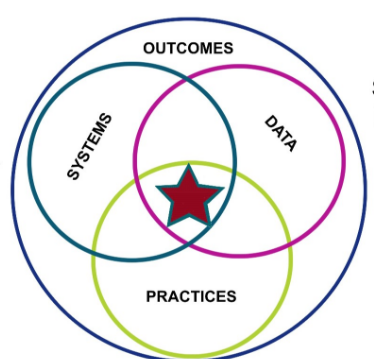 OUTCOMES
SYSTEMS
DATA
PRACTICES